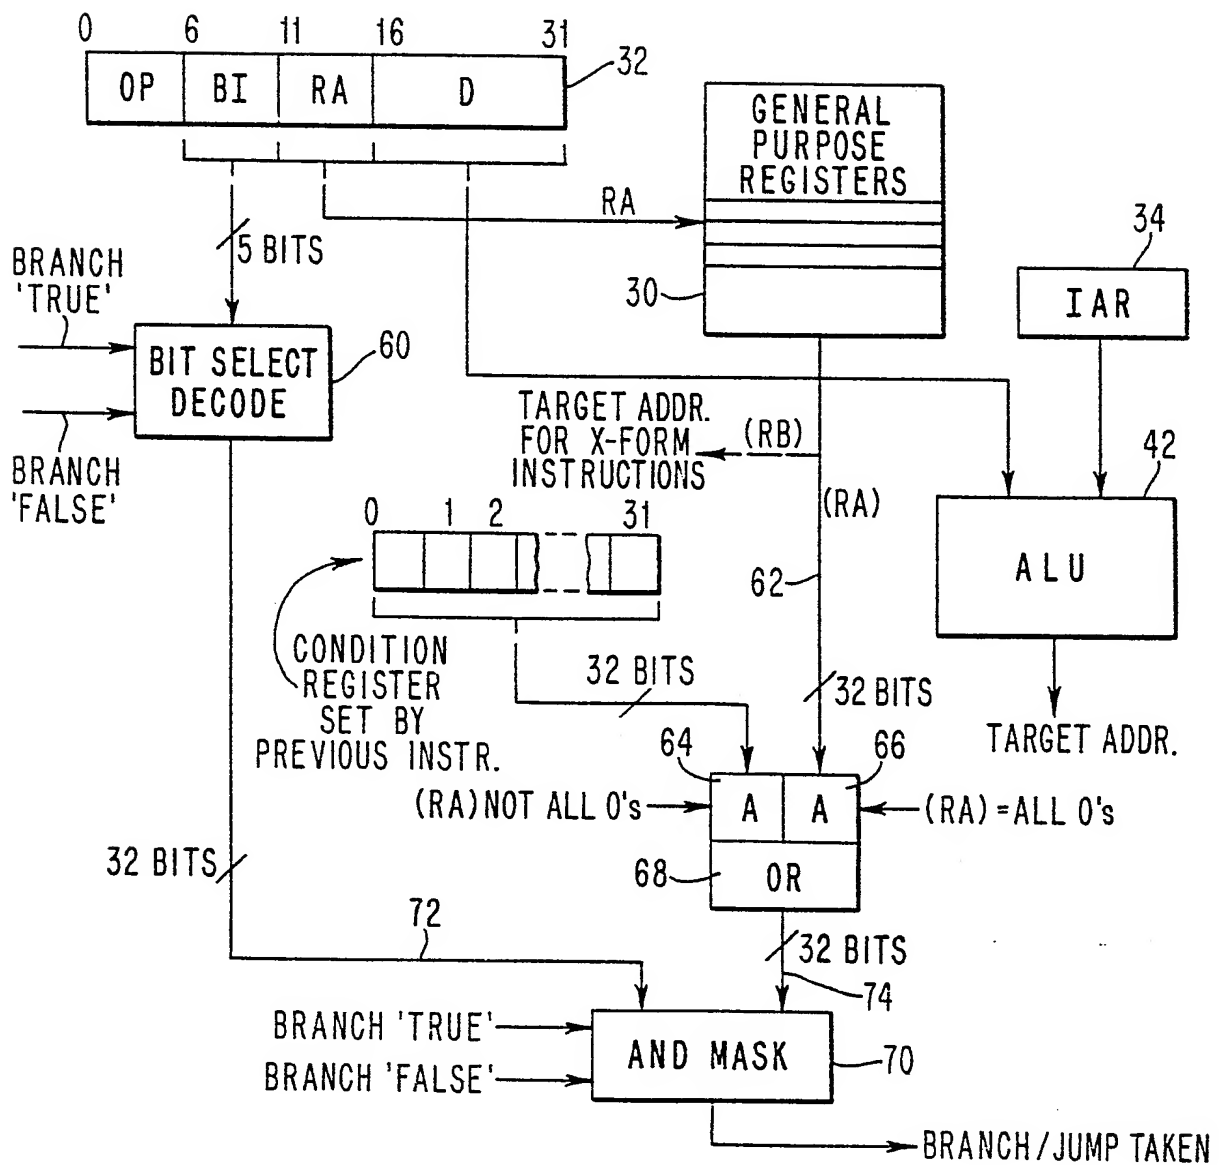 0 6 11 16 31
OP BI RA D
32
GENERAL
PURPOSE
REGISTERS
RA
34
5 BITS
BRANCH
'TRUE'
30
IAR
BIT SELECT
DECODE
60
TARGET ADDR.
FOR X-FORM
INSTRUCTIONS
(RB)
42
BRANCH
'FALSE'
(RA)
0 1 2 31
ALU
62
CONDITION
REGISTER
SET BY
PREVIOUS INSTR.
32 BITS
32 BITS
64
66
TARGET ADDR.
(RA) NOT ALL 0's
A A
(RA) = ALL 0's
32 BITS
68
OR
72
32 BITS
74
BRANCH 'TRUE'
BRANCH 'FALSE'
AND MASK
70
BRANCH/JUMP TAKEN